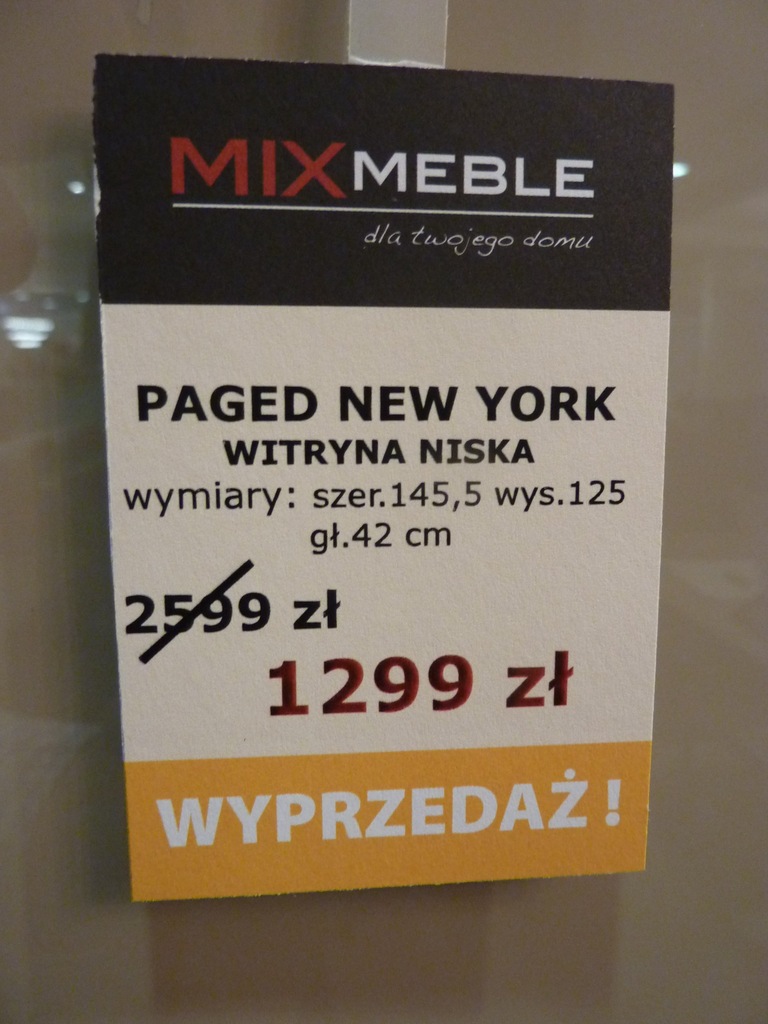 MIXMEBLE
dla twojego domu
PAGED NEW YORK
WITRYNA NISKA
wymiary: szer.145,5 wys.125
gł.42 cm
2599 zł
1299 zł
WYPRZEDAŻ !